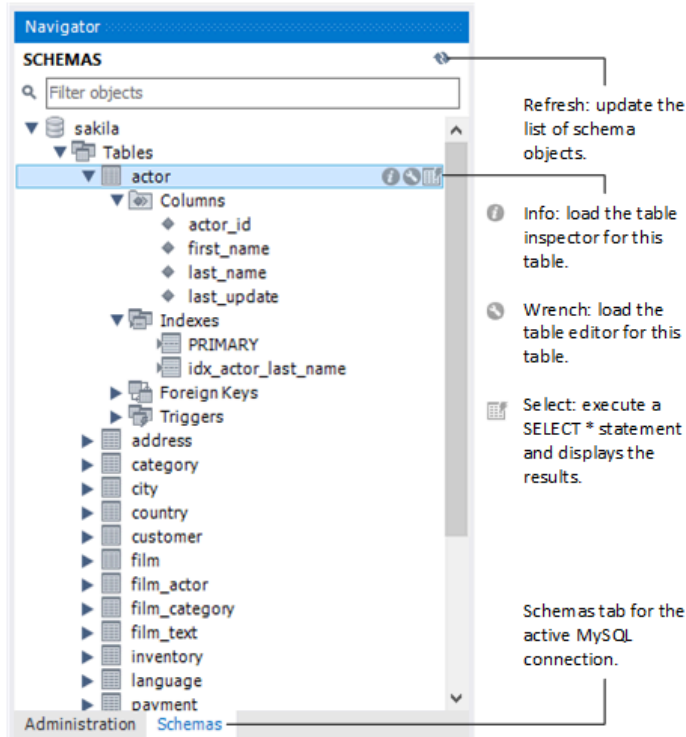 Navigator
SCHEMAS
Filter objects
sakila
Tables
actor
Columns
actor_id
first_name
last_name
last_update
Indexes
PRIMARY
idx_actor_last_name
Foreign Keys
Triggers
address
category
city
country
customer
film
film_actor
film_category
film_text
inventory
language
payment
Administration Schemas
Refresh: update the
list of schema
objects.
Info: load the table
inspector for this
table.
Wrench: load the
table editor for this
table.
Select: execute a
SELECT * statement
and displays the
results.
Schemas tab for the
active MySQL
connection.